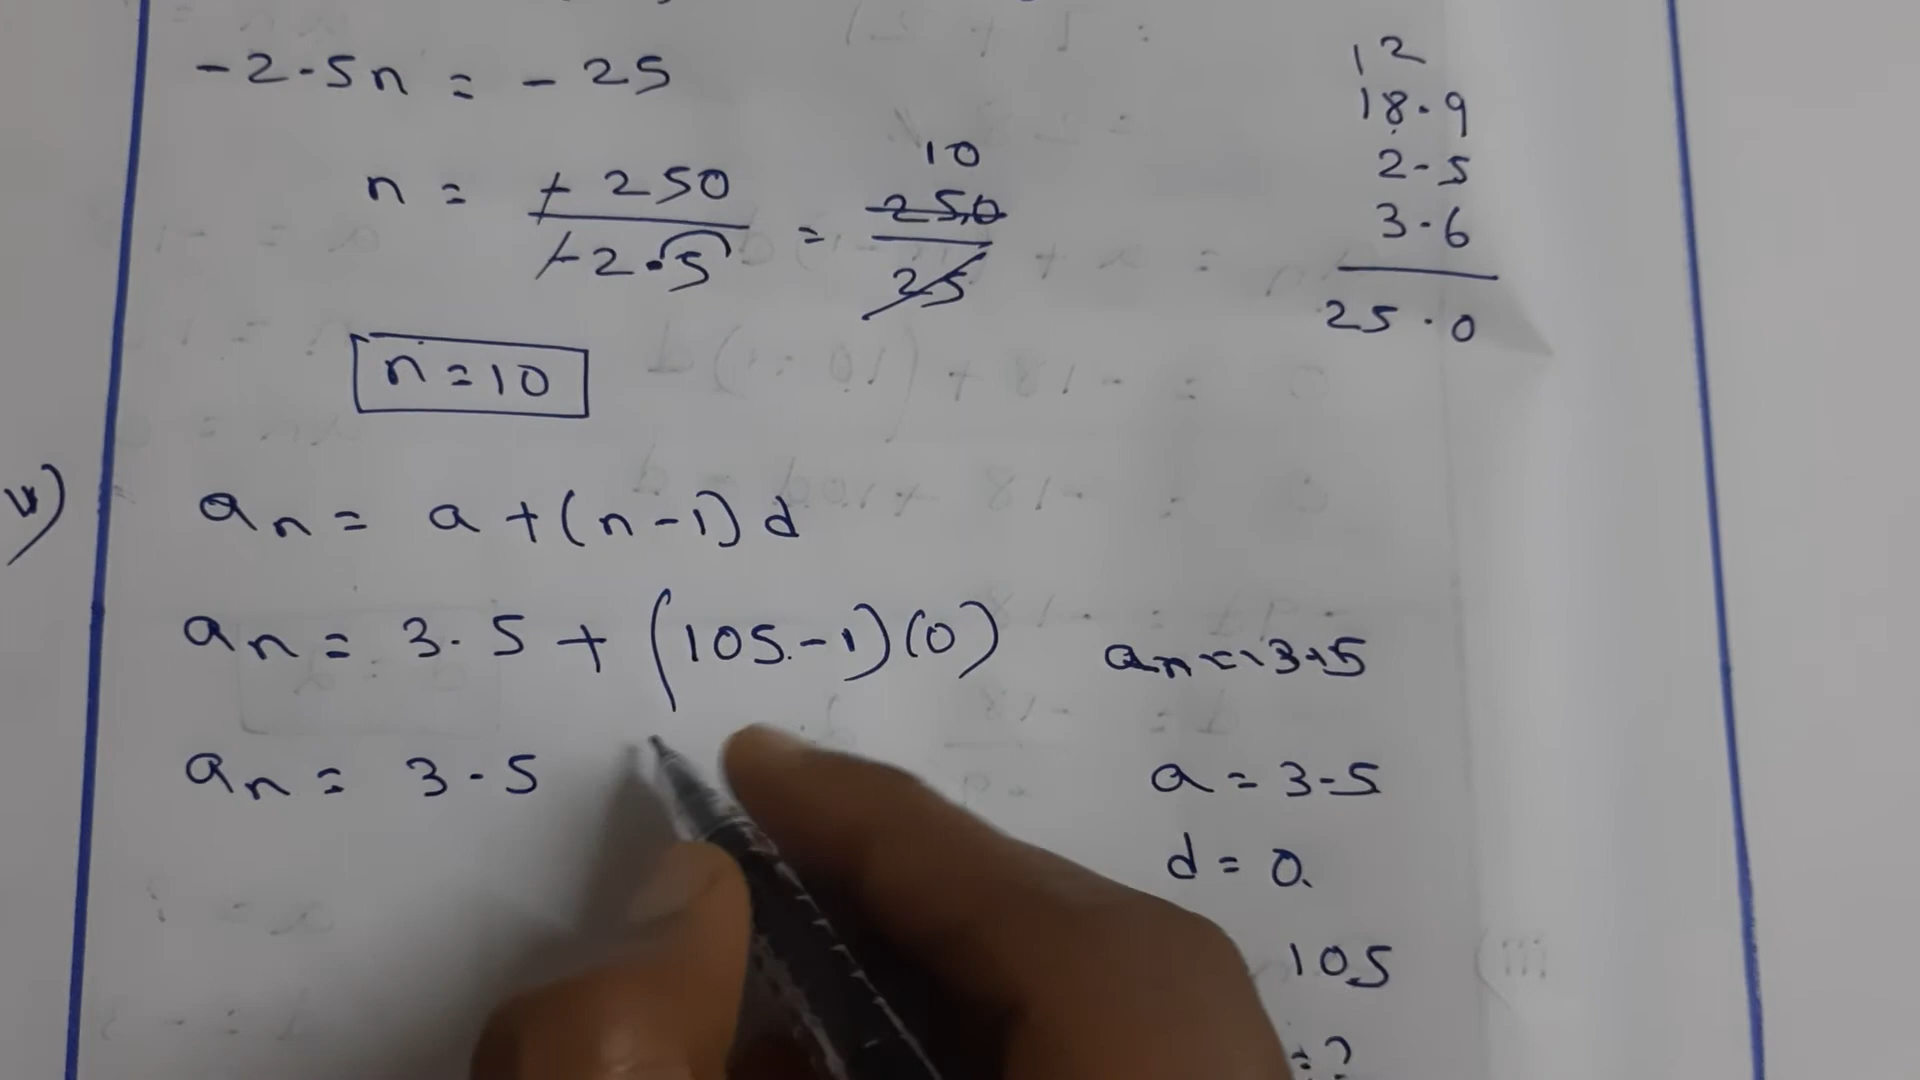 -2.5n = -25
n = -250 / -2.5 = 250 / 25 10
n = 10
12
18.9
2.5
3.6
25.0
v) an = a + (n-1) d
an = 3.5 + (105-1)(0)
an = 3.5
an = 3.5
a = 3.5
d = 0.
105
= ?